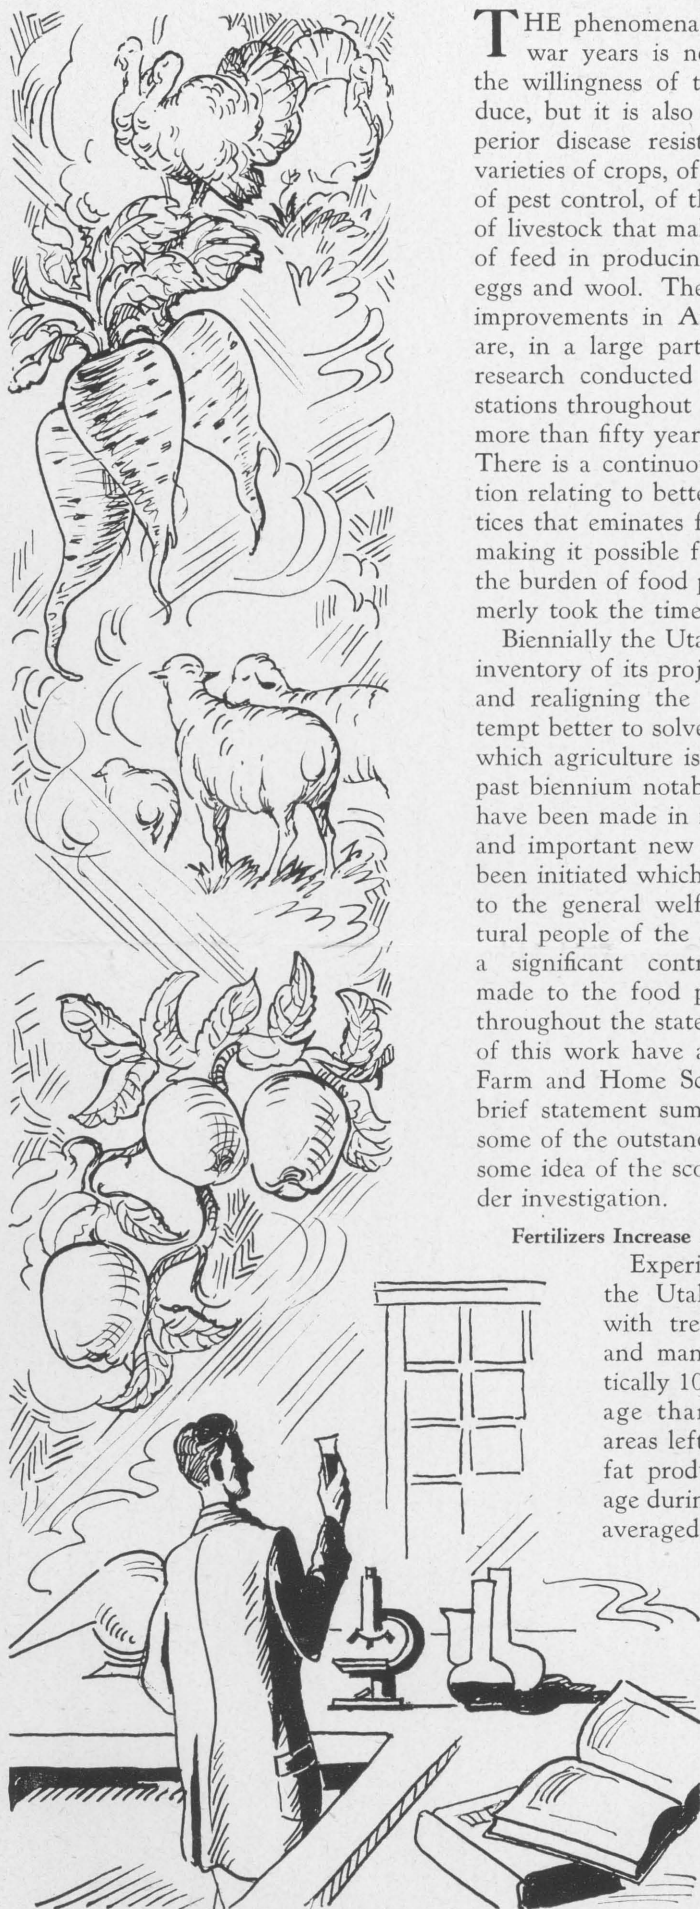 THE phenomena
war years is n
the willingness of t
duce, but it is also
perior disease resist
varieties of crops, of
of pest control, of t
of livestock that ma
of feed in producin
eggs and wool. The
improvements in A
are, in a large part
research conducted
stations throughout
more than fifty year
There is a continuo
tion relating to bette
tices that eminates f
making it possible f
the burden of food p
merly took the time
Biennially the Uta
inventory of its proj
and realigning the
tempt better to solve
which agriculture is
past biennium notab
have been made in
and important new
been initiated which
to the general welf
tural people of the
a significant contr
made to the food p
throughout the state
of this work have a
Farm and Home Sc
brief statement sum
some of the outstand
some idea of the sco
der investigation.
Fertilizers Increase
Experi
the Utal
with tre
and man
tically 10
age than
areas left
fat prod
age durin
averaged